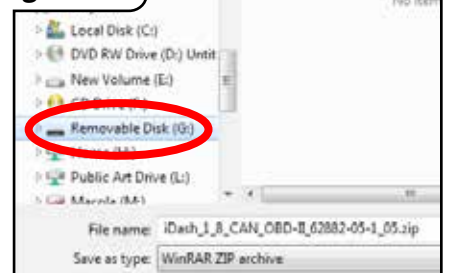 Local Disk (C:)
DVD RW Drive (D:) Untit
New Volume (E:)
Removable Disk (G:)
Public Art Drive (L:)
File name: iDash_1_8_CAN_OBD-II_62882-05-1_05.zip
Save as type: WinRAR ZIP archive